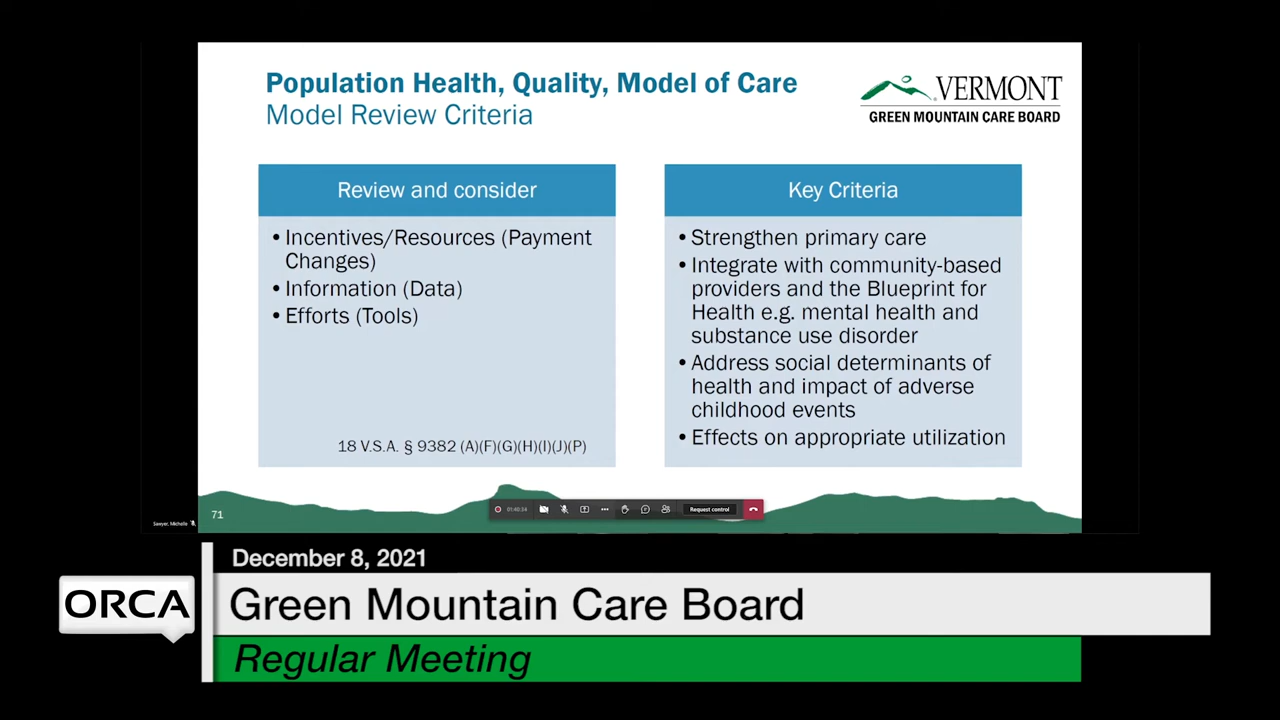 Population Health, Quality, Model of Care
Model Review Criteria
VERMONT
GREEN MOUNTAIN CARE BOARD
Review and consider
• Incentives/Resources (Payment
Changes)
• Information (Data)
• Efforts (Tools)
18 V.S.A. § 9382 (A)(F)(G)(H)(I)(J)(P)
Key Criteria
• Strengthen primary care
• Integrate with community-based
providers and the Blueprint for
Health e.g. mental health and
substance use disorder
• Address social determinants of
health and impact of adverse
childhood events
• Effects on appropriate utilization
71
Request control
Sawyer, Michelle
December 8, 2021
ORCA
Green Mountain Care Board
Regular Meeting